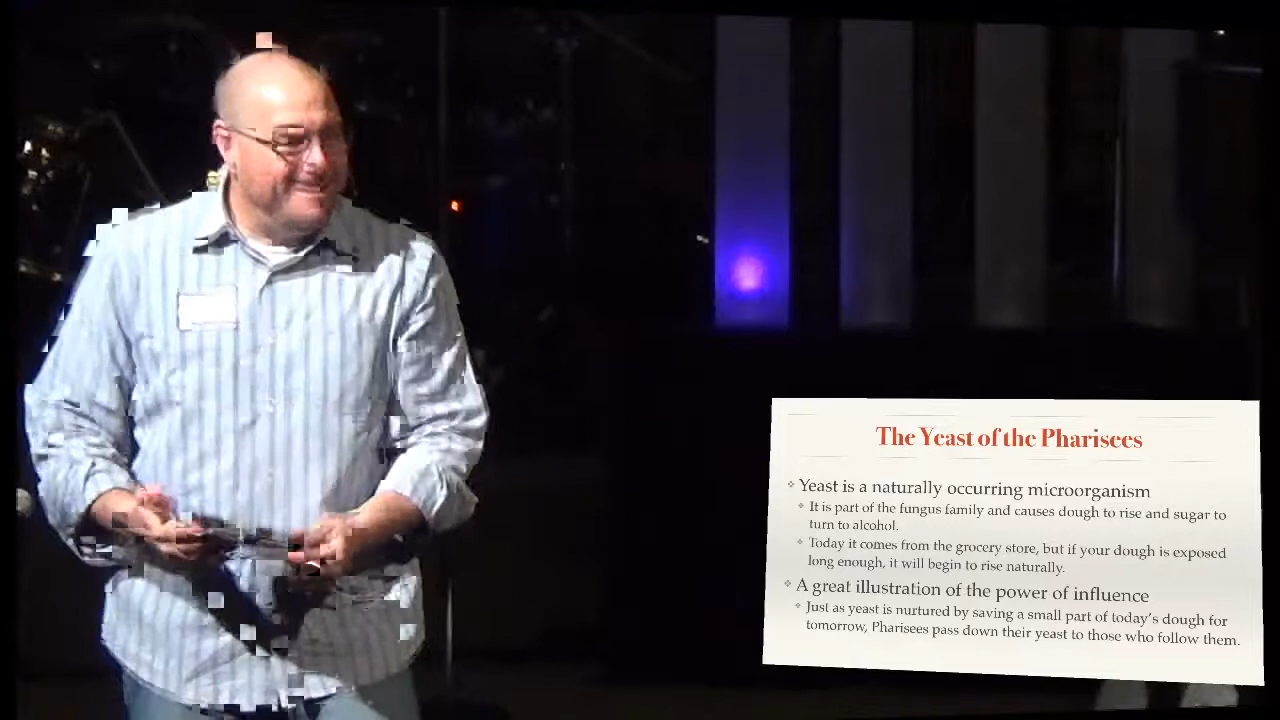 The Yeast of the Pharisees
Yeast is a naturally occurring microorganism
It is part of the fungus family and causes dough to rise and sugar to
turn to alcohol.
Today it comes from the grocery store, but if your dough is exposed
long enough, it will begin to rise naturally.
A great illustration of the power of influence
Just as yeast is nurtured by saving a small part of today's dough for
tomorrow, Pharisees pass down their yeast to those who follow them.